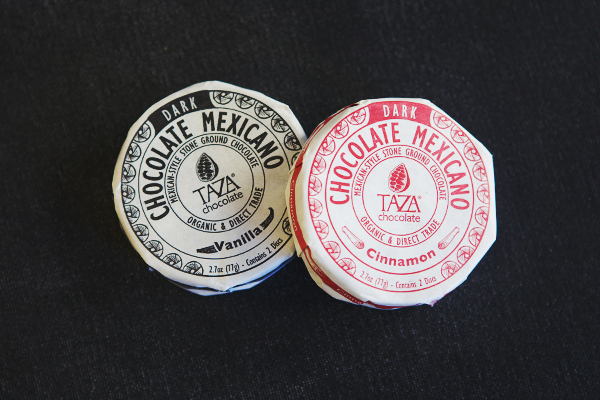 DARK
CHOCOLATE MEXICANO
MEXICAN-STYLE STONE GROUND CHOCOLATE
TAZA®
chocolate
ORGANIC & DIRECT TRADE
Vanilla
2.7oz (77g) - Contains 2 Discs
DARK
CHOCOLATE MEXICANO
MEXICAN-STYLE STONE GROUND CHOCOLATE
TAZA®
chocolate
ORGANIC & DIRECT TRADE
Cinnamon
2.7oz (77g) - Contains 2 Discs